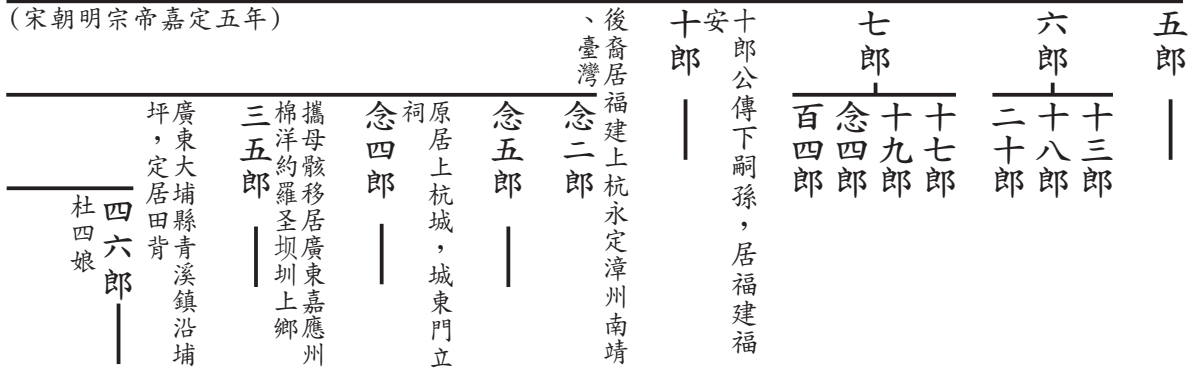 五郎
六郎
十三郎
十八郎
二十郎
七郎
十七郎
十九郎
念四郎
百四郎
十郎公傳下嗣孫，居福建福
安
十郎
後裔居福建上杭永定漳州南靖
、臺灣
念二郎
念五郎
原居上杭城，城東門立
祠
念四郎
攜母骸移居廣東嘉應州
棉洋約羅圣坝圳上鄉
三五郎
廣東大埔縣青溪鎮沿埔
坪，定居田背
四六郎
杜四娘
(宋朝明宗帝嘉定五年)